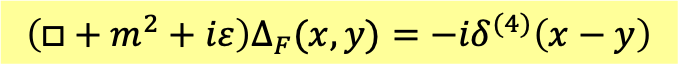 (□ + m² + iε)Δ_F(x, y) = −iδ⁽⁴⁾(x − y)